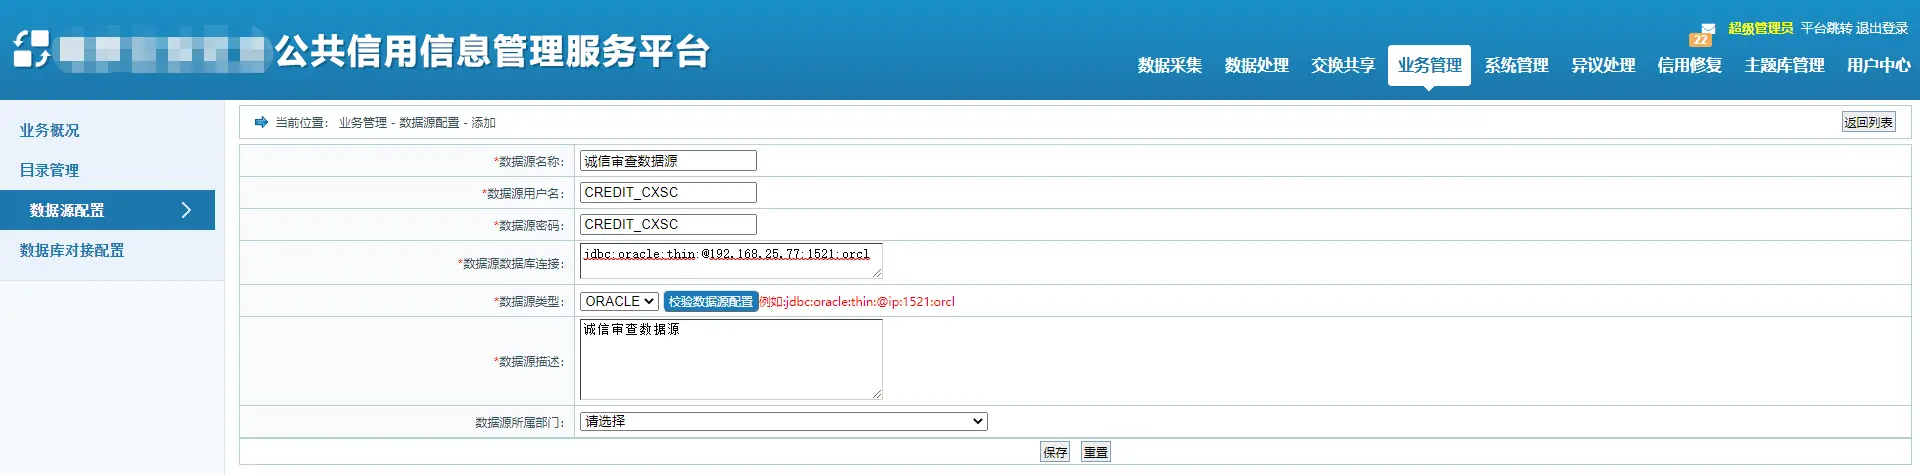 公共信用信息管理服务平台
22
超级管理员 平台跳转 退出登录
数据采集 数据处理 交换共享 业务管理 系统管理 异议处理 信用修复 主题库管理 用户中心
业务概况
目录管理
数据源配置
数据库对接配置
当前位置: 业务管理 - 数据源配置 - 添加
返回列表
*数据源名称: 诚信审查数据源
*数据源用户名: CREDIT_CXSC
*数据源密码: CREDIT_CXSC
*数据源数据库连接: jdbc:oracle:thin:@192.168.25.77:1521:orcl
*数据源类型: ORACLE 校验数据源配置 例如:jdbc:oracle:thin:@ip:1521:orcl
*数据源描述: 诚信审查数据源
数据源所属部门: 请选择
保存 重置